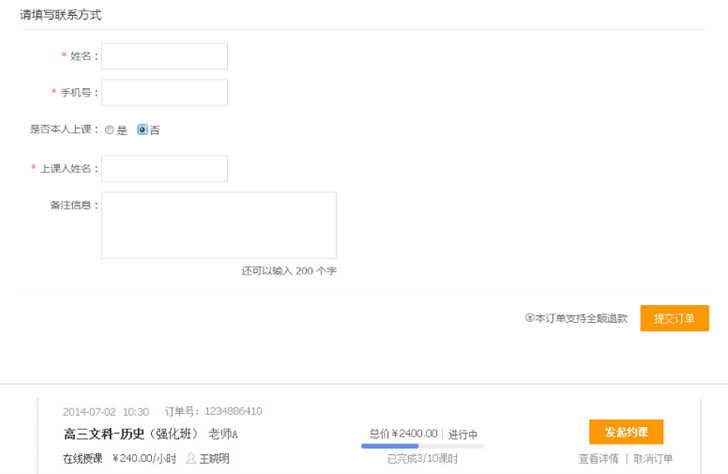 请填写联系方式
* 姓名：
* 手机号：
是否本人上课： 是 否
* 上课人姓名：
备注信息：
还可以输入 200 个字
¥本订单支持全额退款 提交订单
2014-07-02 10:30 订单号：1234886410
高三文科-历史（强化班） 老师A
总价¥2400.00 | 进行中
发起约课
在线授课 ¥240.00/小时 王婉明
已完成3/10课时
查看详情 | 取消订单